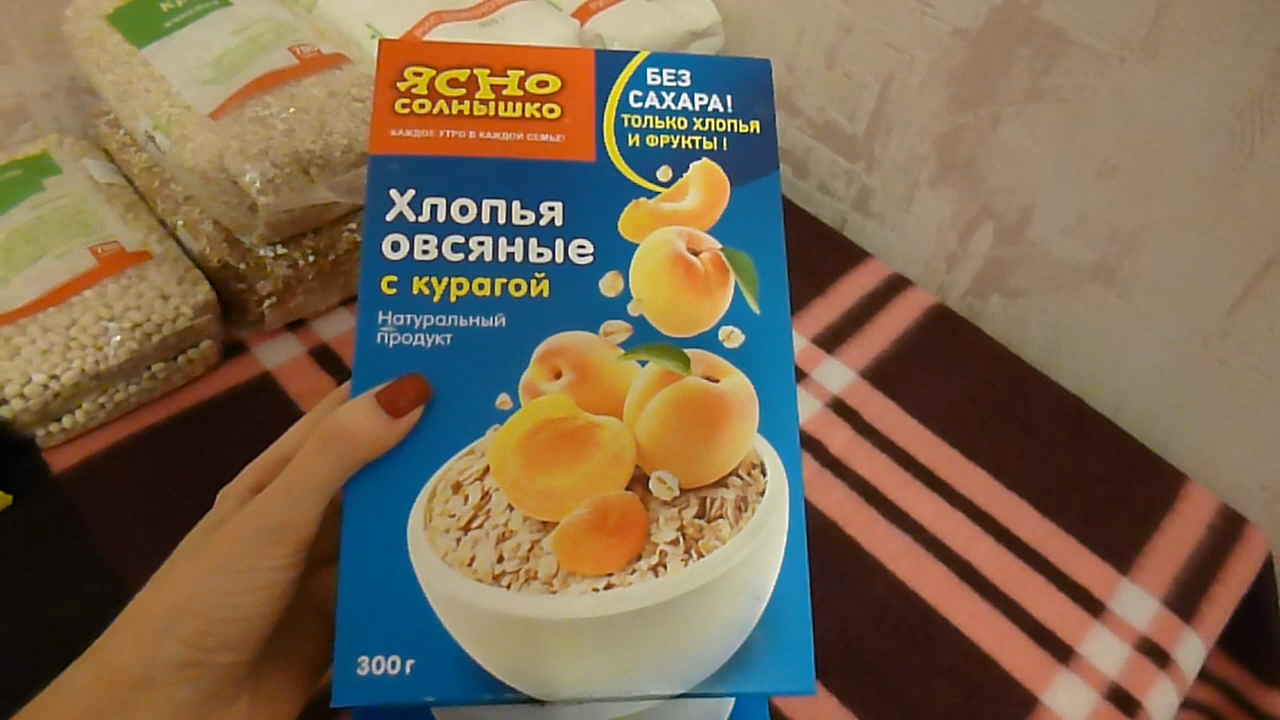 ЯСНО
СОЛНЫШКО
КАЖДОЕ УТРО В КАЖДОЙ СЕМЬЕ!
БЕЗ
САХАРА!
ТОЛЬКО ХЛОПЬЯ
И ФРУКТЫ!
Хлопья
овсяные
с курагой
Натуральный
продукт
300 г